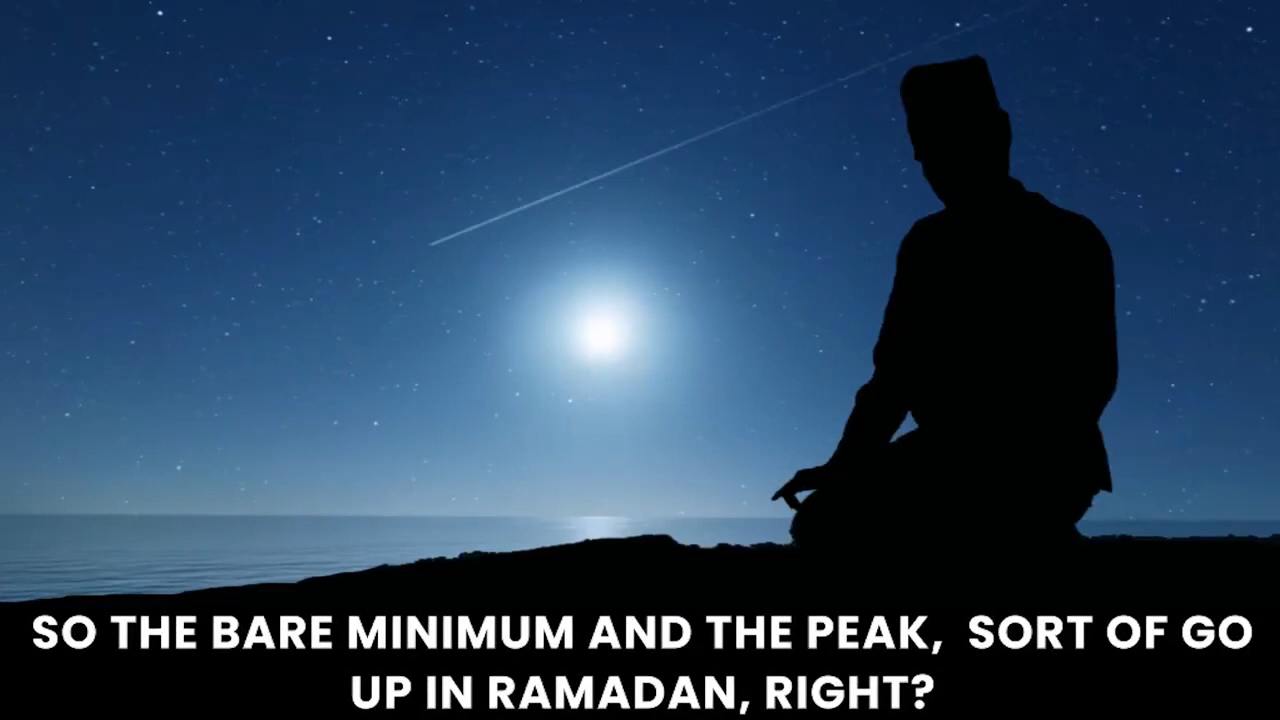 SO THE BARE MINIMUM AND THE PEAK,  SORT OF GO
UP IN RAMADAN, RIGHT?